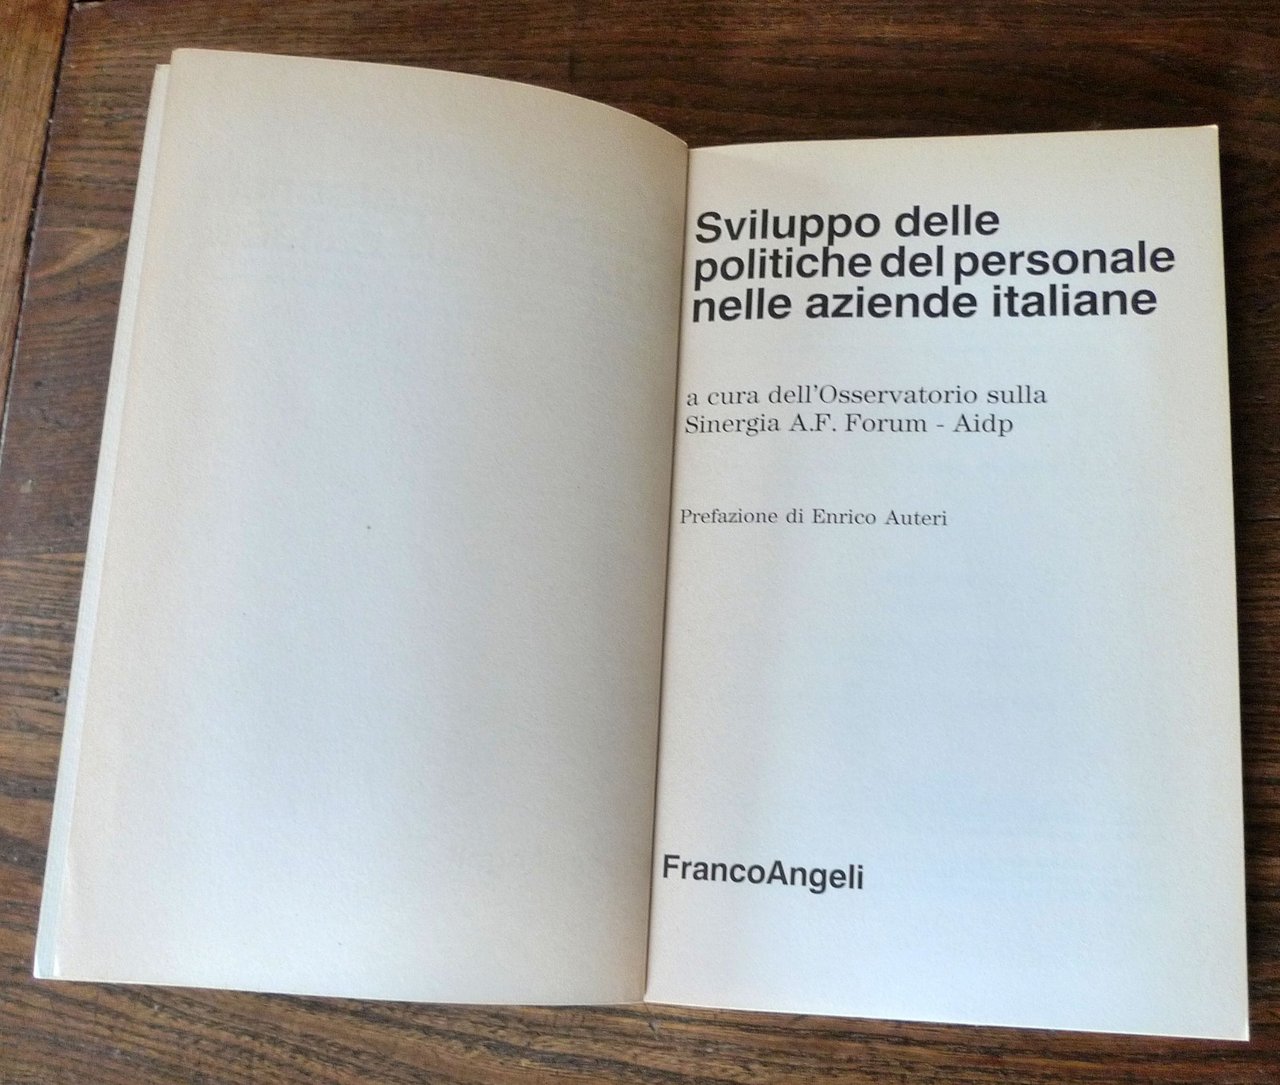 Sviluppo delle
politiche del personale
nelle aziende italiane
a cura dell'Osservatorio sulla
Sinergia A.F. Forum - Aidp
Prefazione di Enrico Auteri
FrancoAngeli